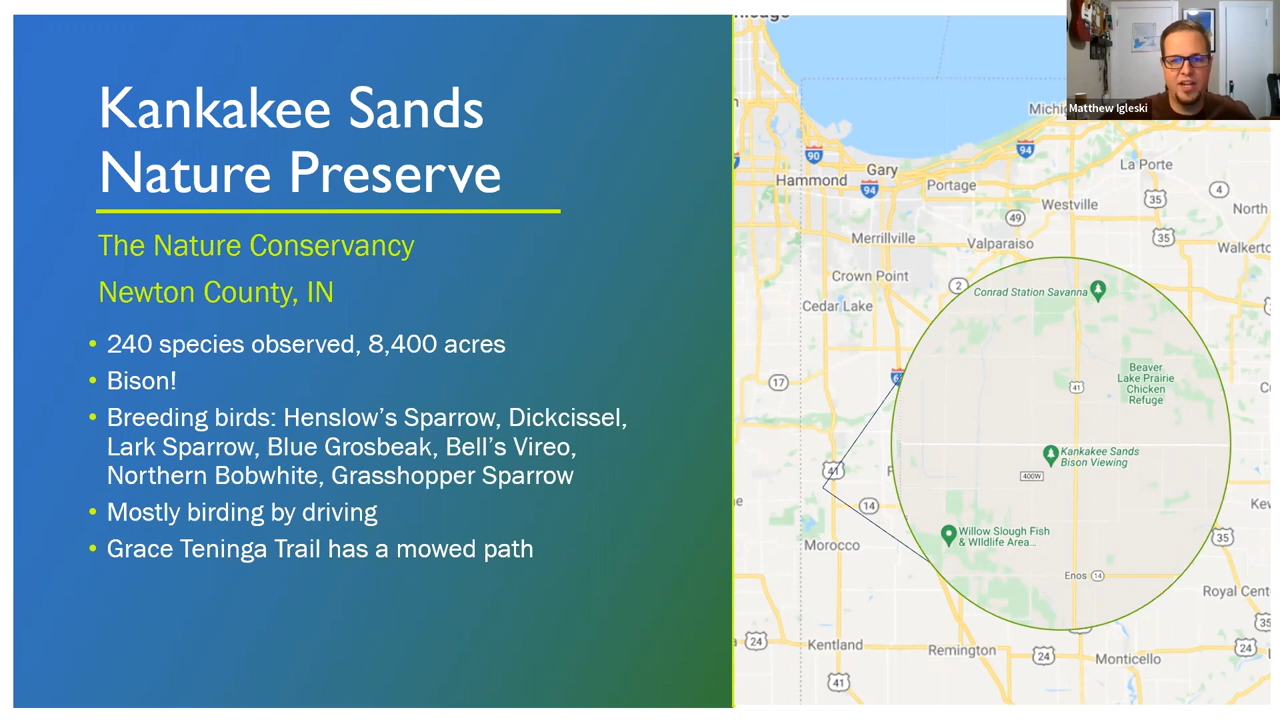 Kankakee Sands
Nature Preserve
The Nature Conservancy
Newton County, IN
• 240 species observed, 8,400 acres
• Bison!
• Breeding birds: Henslow's Sparrow, Dickcissel,
Lark Sparrow, Blue Grosbeak, Bell's Vireo,
Northern Bobwhite, Grasshopper Sparrow
• Mostly birding by driving
• Grace Teninga Trail has a mowed path
Matthew Igleski
94
La Porte
90
Gary
Hammond
94
Portage
4
35
Westville
North
49
Merrillville
Valparaiso
35
Crown Point
2
Conrad Station Savanna
Cedar Lake
17
41
Beaver
Lake Prairie
Chicken
Refuge
41
Kankakee Sands
Bison Viewing
400W
14
Willow Slough Fish
& Wildlife Area...
35
Morocco
Enos 14
Royal Cent
35
24
Kentland
Remington
24
Monticello
24
41